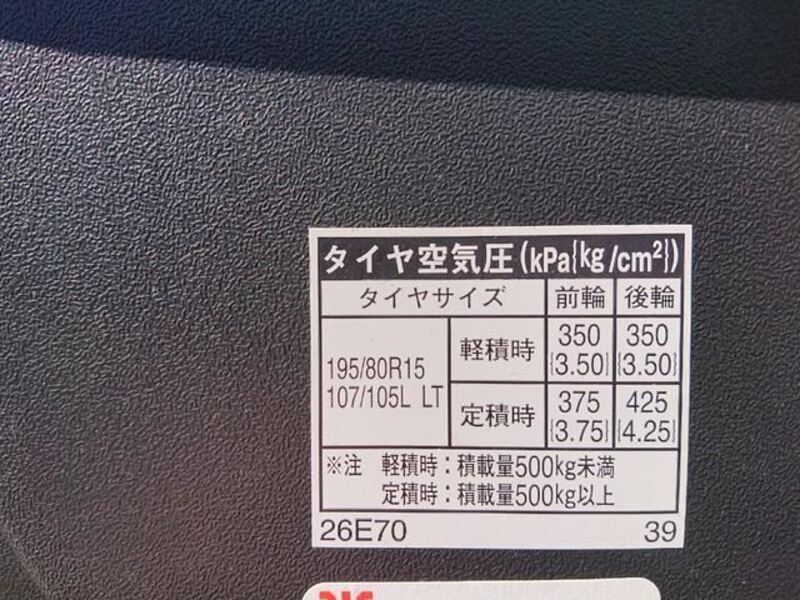 タイヤ空気圧(kPa{kg/cm²})
タイヤサイズ 前輪 後輪
195/80R15
107/105L LT
軽積時 350 350
{3.50} {3.50}
定積時 375 425
{3.75} {4.25}
※注 軽積時:積載量500kg未満
定積時:積載量500kg以上
26E70 39